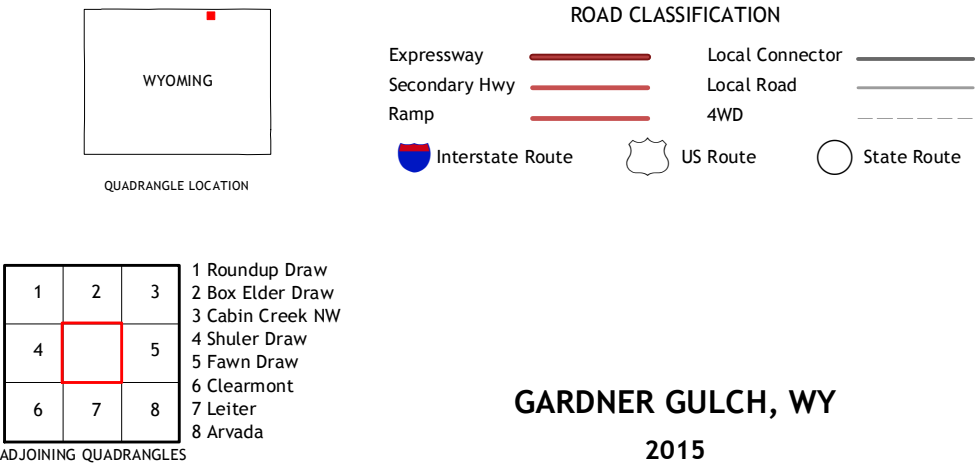 WYOMING
QUADRANGLE LOCATION
ROAD CLASSIFICATION
Expressway
Secondary Hwy
Ramp
Local Connector
Local Road
4WD
Interstate Route
US Route
State Route
1 2 3
4 5
6 7 8
ADJOINING QUADRANGLES
1 Roundup Draw
2 Box Elder Draw
3 Cabin Creek NW
4 Shuler Draw
5 Fawn Draw
6 Clearmont
7 Leiter
8 Arvada
GARDNER GULCH, WY
2015